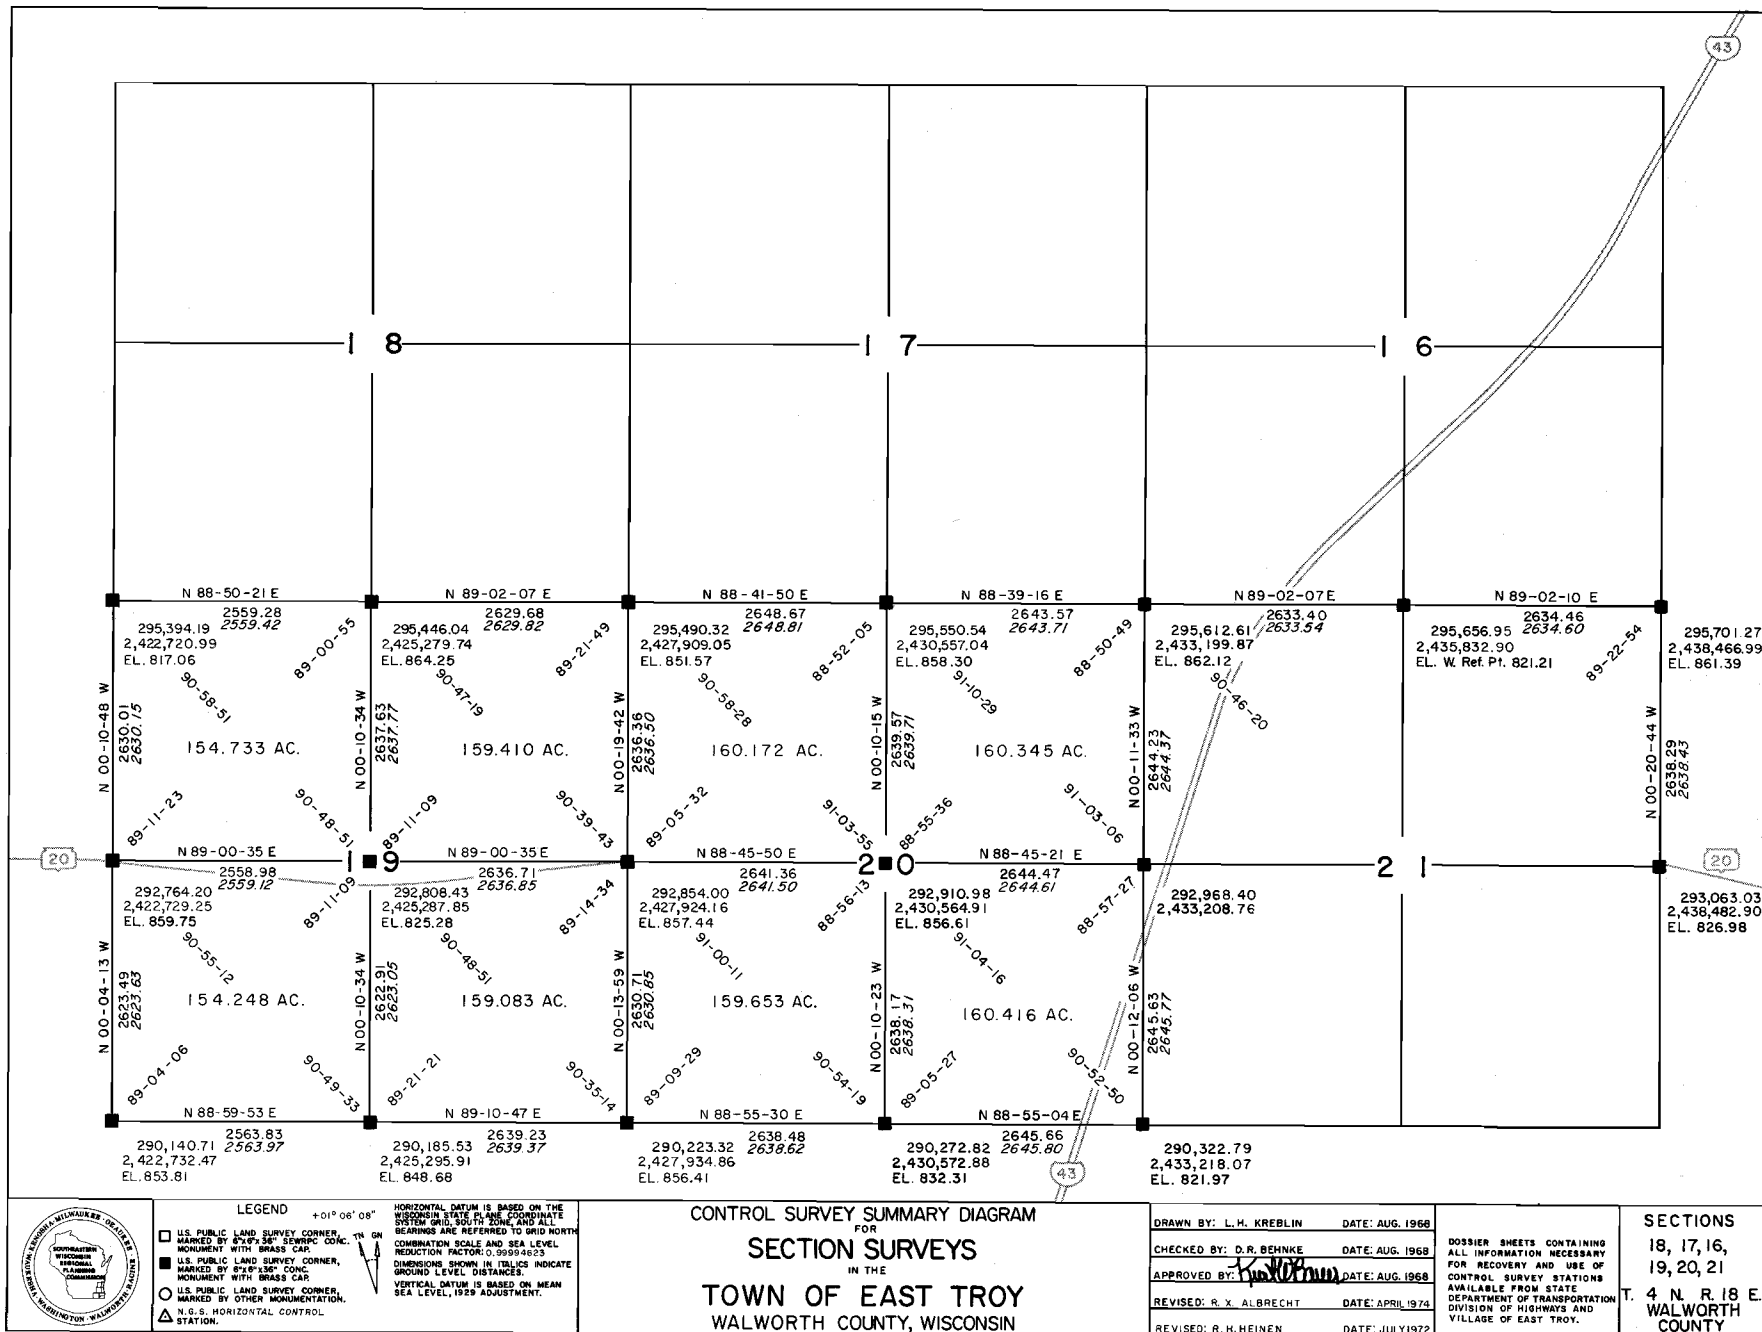 43
18
17
16
N 88-50-21 E
2559.28
2559.42
N 89-02-07 E
2629.68
2629.82
N 88-41-50 E
2648.67
2648.81
N 88-39-16 E
2643.57
2643.71
N 89-02-07 E
2633.40
2633.54
N 89-02-10 E
2634.46
2634.60
295,394.19
2,422,720.99
EL. 817.06
89-00-55
295,446.04
2,425,279.74
EL. 864.25
89-21-49
295,490.32
2,427,909.05
EL. 851.57
88-52-05
295,550.54
2,430,557.04
EL. 858.30
88-50-49
295,612.61
2,433,199.87
EL. 862.12
295,656.95
2,435,832.90
EL. W. Ref. Pt. 821.21
89-22-54
295,701.27
2,438,466.99
EL. 861.39
90-58-51
90-47-19
90-58-28
91-10-29
90-46-20
N 00-10-48 W
2630.01
2630.15
154.733 AC.
N 00-10-34 W
2637.63
2637.77
159.410 AC.
N 00-19-42 W
2636.36
2636.50
160.172 AC.
N 00-10-15 W
2639.57
2639.71
160.345 AC.
N 00-11-33 W
2644.23
2644.37
N 00-20-44 W
2638.29
2638.43
89-11-23
90-48-51
89-11-09
90-39-43
89-05-32
91-03-55
88-55-36
91-03-06
20
N 89-00-35 E
2558.98
2559.12
19
N 89-00-35 E
2636.71
2636.85
N 88-45-50 E
2641.36
2641.50
20
N 88-45-21 E
2644.47
2644.61
21
20
292,764.20
2,422,729.25
EL. 859.75
89-11-09
292,808.43
2,425,287.85
EL. 825.28
89-14-34
292,854.00
2,427,924.16
EL. 857.44
88-56-13
292,910.98
2,430,564.91
EL. 856.61
88-57-27
292,968.40
2,433,208.76
293,063.03
2,438,482.90
EL. 826.98
90-55-12
90-48-51
91-00-11
91-04-16
N 00-04-13 W
2623.49
2623.63
154.248 AC.
N 00-10-34 W
2622.91
2623.05
159.083 AC.
N 00-13-59 W
2630.71
2630.85
159.653 AC.
N 00-10-23 W
2638.17
2638.31
160.416 AC.
N 00-12-06 W
2645.63
2645.77
89-04-06
90-49-33
89-21-21
90-35-14
89-09-29
90-54-19
89-05-27
90-52-50
N 88-59-53 E
2563.83
2563.97
N 89-10-47 E
2639.23
2639.37
N 88-55-30 E
2638.48
2638.62
N 88-55-04 E
2645.66
2645.80
290,140.71
2,422,732.47
EL. 853.81
290,185.53
2,425,295.91
EL. 848.68
290,223.32
2,427,934.86
EL. 856.41
290,272.82
2,430,572.88
EL. 832.31
43
290,322.79
2,433,218.07
EL. 821.97
KENOSHA · MILWAUKEE · OZAUKEE · RACINE · WALWORTH · WASHINGTON · WAUKESHA
SOUTHEASTERN
WISCONSIN
REGIONAL
PLANNING
COMMISSION
LEGEND
U.S. PUBLIC LAND SURVEY CORNER,
MARKED BY 6"x6"x36" SEWRPC CONC.
MONUMENT WITH BRASS CAP.
U.S. PUBLIC LAND SURVEY CORNER,
MARKED BY 6"x6"x36" CONC.
MONUMENT WITH BRASS CAP.
U.S. PUBLIC LAND SURVEY CORNER,
MARKED BY OTHER MONUMENTATION.
N.G.S. HORIZONTAL CONTROL
STATION.
+01° 06' 08"
TN GN
HORIZONTAL DATUM IS BASED ON THE
WISCONSIN STATE PLANE COORDINATE
SYSTEM GRID, SOUTH ZONE, AND ALL
BEARINGS ARE REFERRED TO GRID NORTH
COMBINATION SCALE AND SEA LEVEL
REDUCTION FACTOR: 0.99994623
DIMENSIONS SHOWN IN ITALICS INDICATE
GROUND LEVEL DISTANCES.
VERTICAL DATUM IS BASED ON MEAN
SEA LEVEL, 1929 ADJUSTMENT.
CONTROL SURVEY SUMMARY DIAGRAM
FOR
SECTION SURVEYS
IN THE
TOWN OF EAST TROY
WALWORTH COUNTY, WISCONSIN
DRAWN BY: L.H. KREBLIN DATE: AUG. 1968
CHECKED BY: D.R. BEHNKE DATE: AUG. 1968
APPROVED BY: DATE: AUG. 1968
REVISED: R. X. ALBRECHT DATE: APRIL 1974
REVISED: R. H. HEINEN DATE: JULY 1972
DOSSIER SHEETS CONTAINING
ALL INFORMATION NECESSARY
FOR RECOVERY AND USE OF
CONTROL SURVEY STATIONS
AVAILABLE FROM STATE
DEPARTMENT OF TRANSPORTATION
DIVISION OF HIGHWAYS AND
VILLAGE OF EAST TROY.
SECTIONS
18, 17, 16,
19, 20, 21
T. 4 N. R. 18 E.
WALWORTH
COUNTY